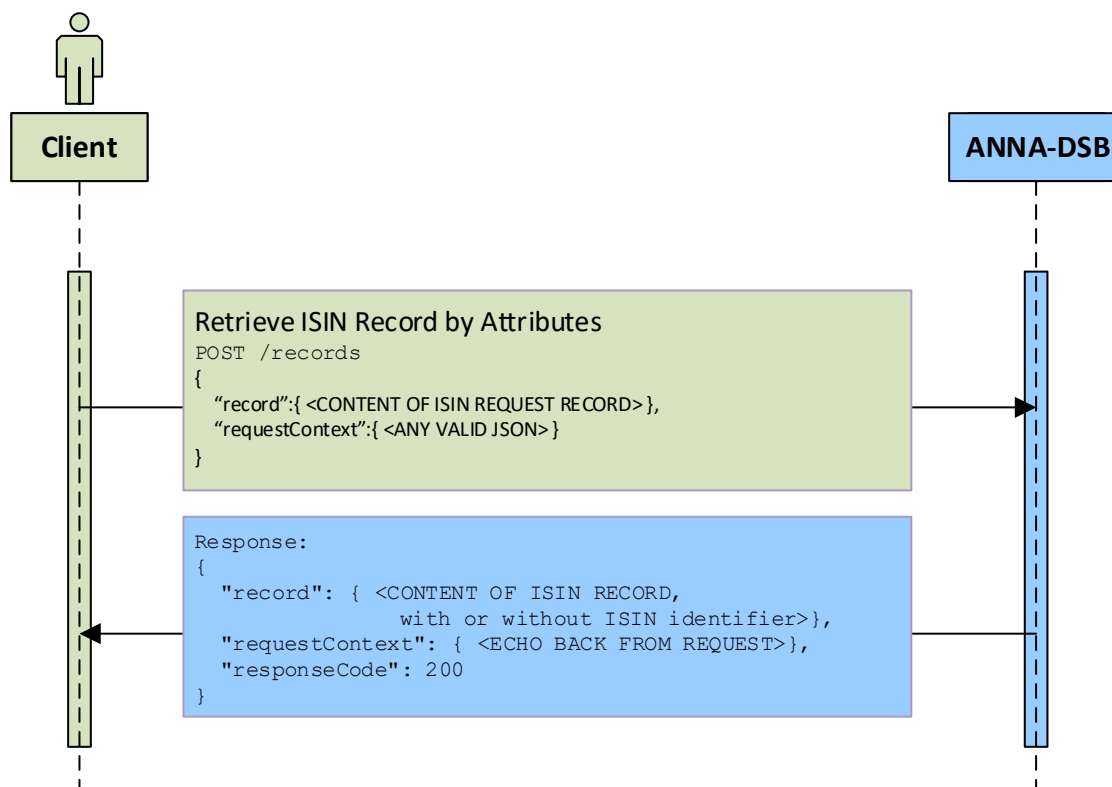 Client
ANNA-DSB
Retrieve ISIN Record by Attributes
POST /records
{
“record”:{ <CONTENT OF ISIN REQUEST RECORD> },
“requestContext”:{ <ANY VALID JSON> }
}
Response:
{
"record": { <CONTENT OF ISIN RECORD,
with or without ISIN identifier>},
"requestContext": { <ECHO BACK FROM REQUEST>},
"responseCode": 200
}